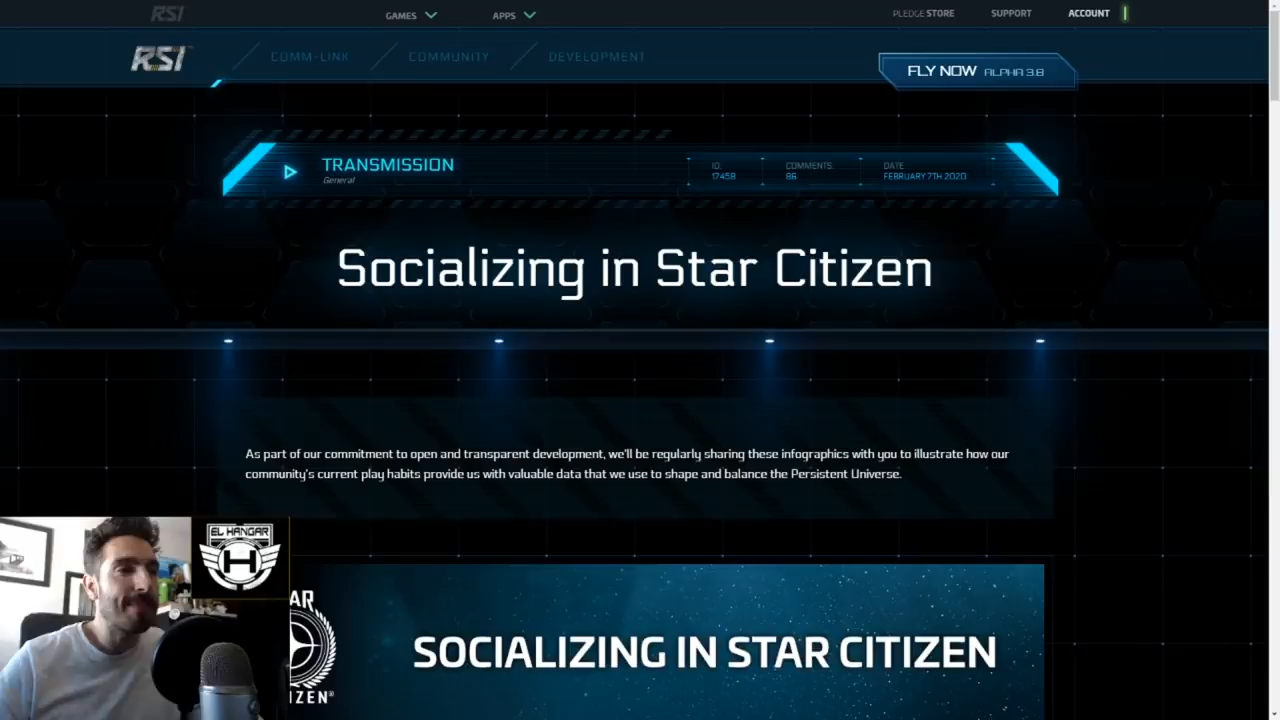 RSI
GAMES
APPS
PLEDGE STORE
SUPPORT
ACCOUNT
RSI
COMM-LINK
COMMUNITY
DEVELOPMENT
FLY NOW ALPHA 3.8
TRANSMISSION
General
ID:
17458
COMMENTS:
86
DATE:
FEBRUARY 7TH 2020
Socializing in Star Citizen
As part of our commitment to open and transparent development, we'll be regularly sharing these infographics with you to illustrate how our
community's current play habits provide us with valuable data that we use to shape and balance the Persistent Universe.
EL HANGAR
H
AR
IZEN®
SOCIALIZING IN STAR CITIZEN